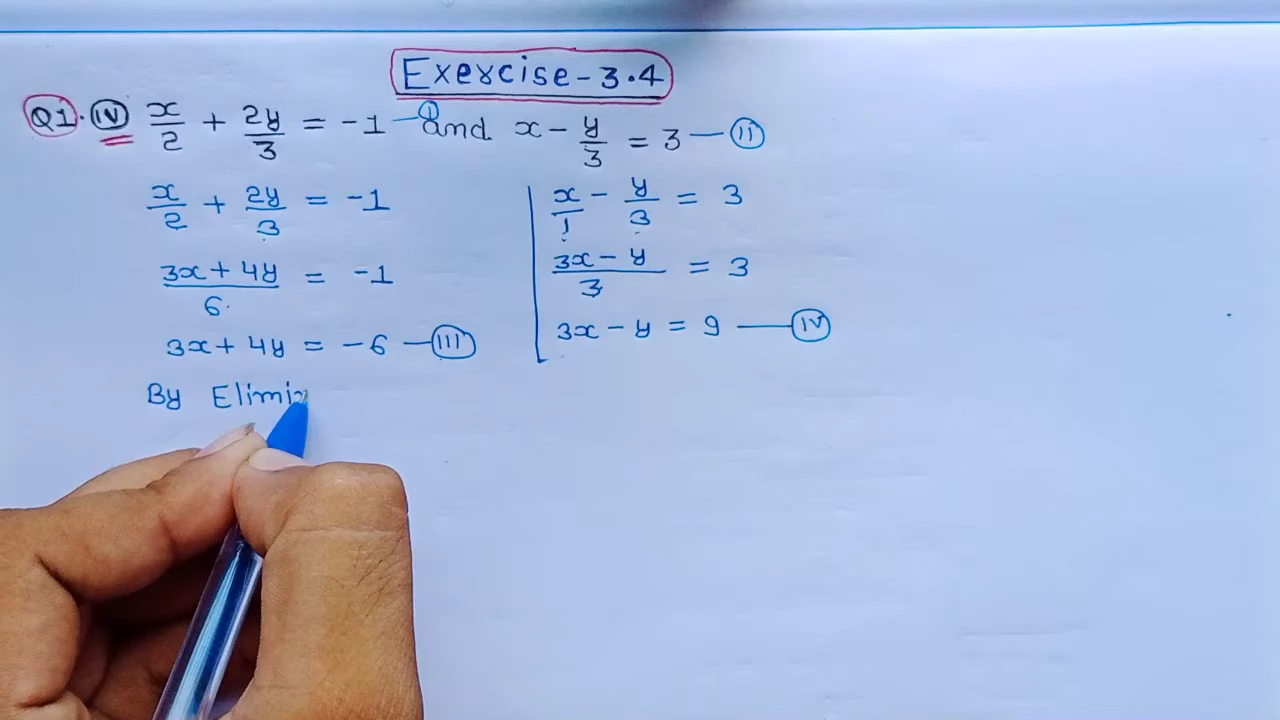 Exercise-3.4
Q1. IV x/2 + 2y/3 = -1 — I and x - y/3 = 3 — II
x/2 + 2y/3 = -1
3x+4y/6 = -1
3x+4y = -6 — III
x/1 - y/3 = 3
3x-y/3 = 3
3x-y = 9 — IV
By Elimin